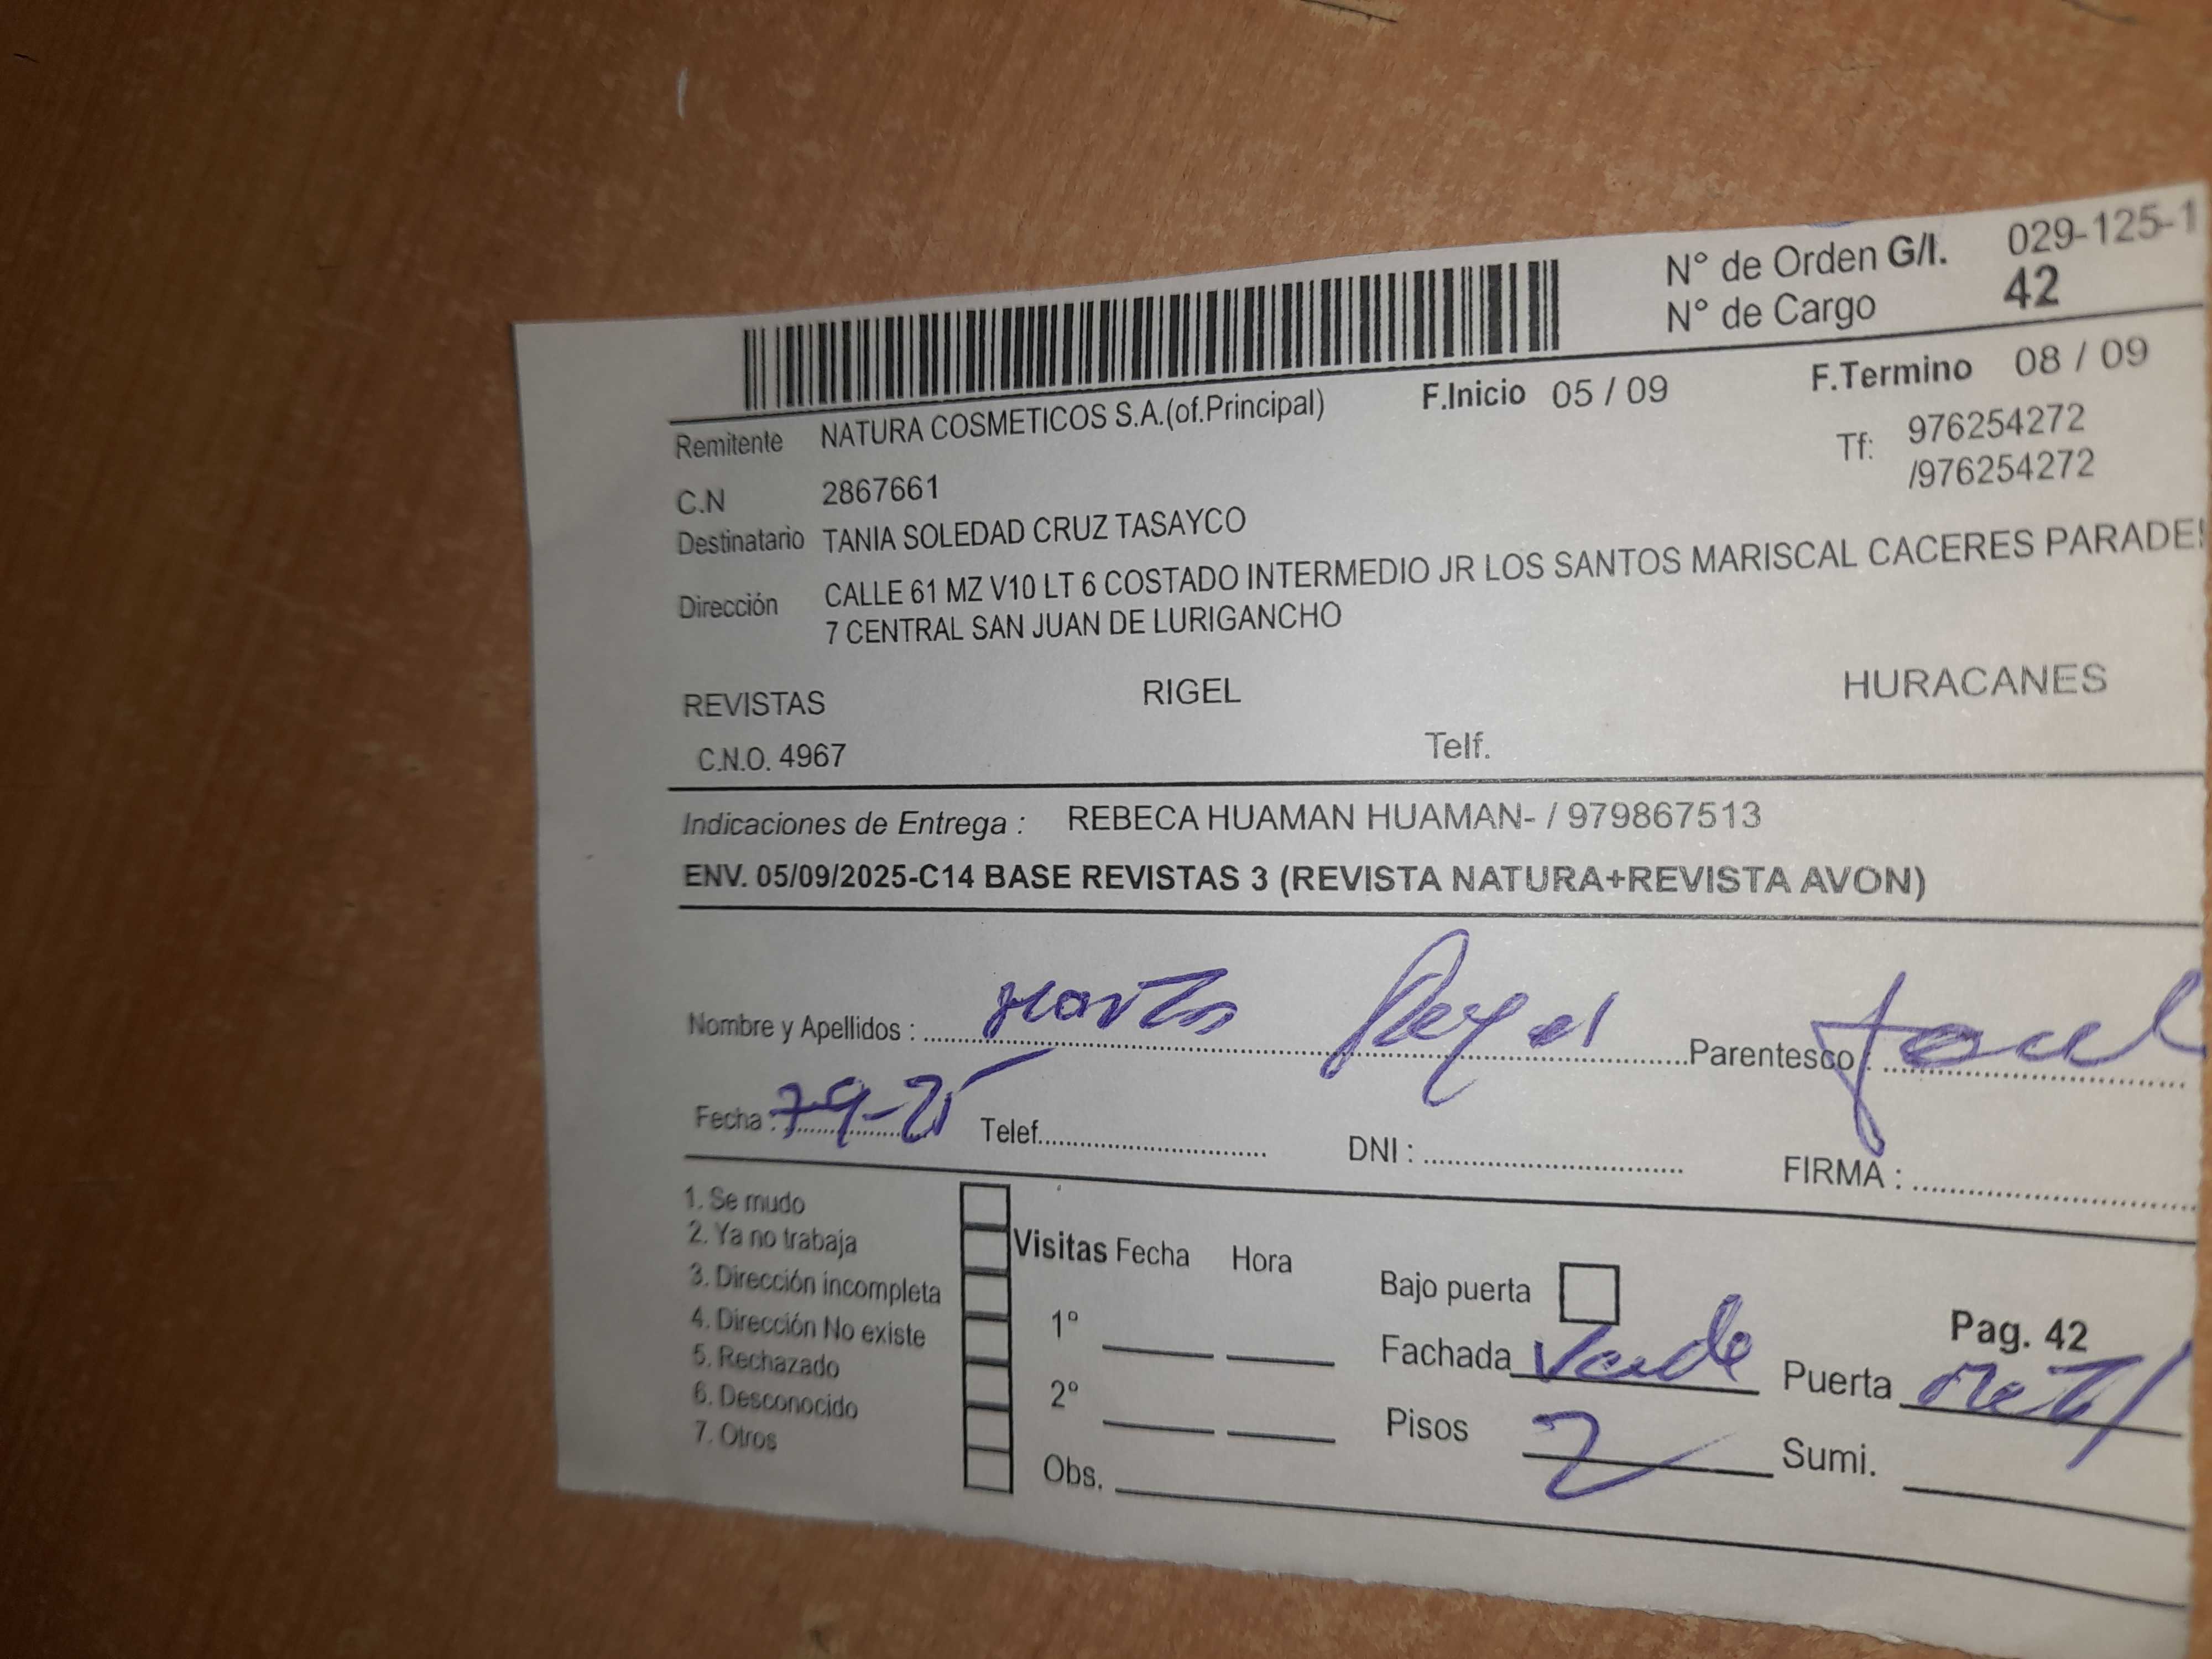 N° de Orden G/I. 029-125-1
N° de Cargo 42
Remitente NATURA COSMETICOS S.A.(of.Principal) F.Inicio 05 / 09 F.Termino 08 / 09
C.N 2867661 Tf: 976254272
/976254272
Destinatario TANIA SOLEDAD CRUZ TASAYCO
Dirección CALLE 61 MZ V10 LT 6 COSTADO INTERMEDIO JR LOS SANTOS MARISCAL CACERES PARADE
7 CENTRAL SAN JUAN DE LURIGANCHO
REVISTAS RIGEL HURACANES
C.N.O. 4967 Telf.
Indicaciones de Entrega : REBECA HUAMAN HUAMAN- / 979867513
ENV. 05/09/2025-C14 BASE REVISTAS 3 (REVISTA NATURA+REVISTA AVON)
Nombre y Apellidos : Parentesco :
Fecha : 7-9-25 Telef. DNI : FIRMA :
1. Se mudo
2. Ya no trabaja
3. Dirección incompleta
4. Dirección No existe
5. Rechazado
6. Desconocido
7. Otros
Visitas Fecha Hora
1°
2°
Obs.
Bajo puerta
Pag. 42
Fachada Verde Puerta metal
Pisos 2 Sumi.